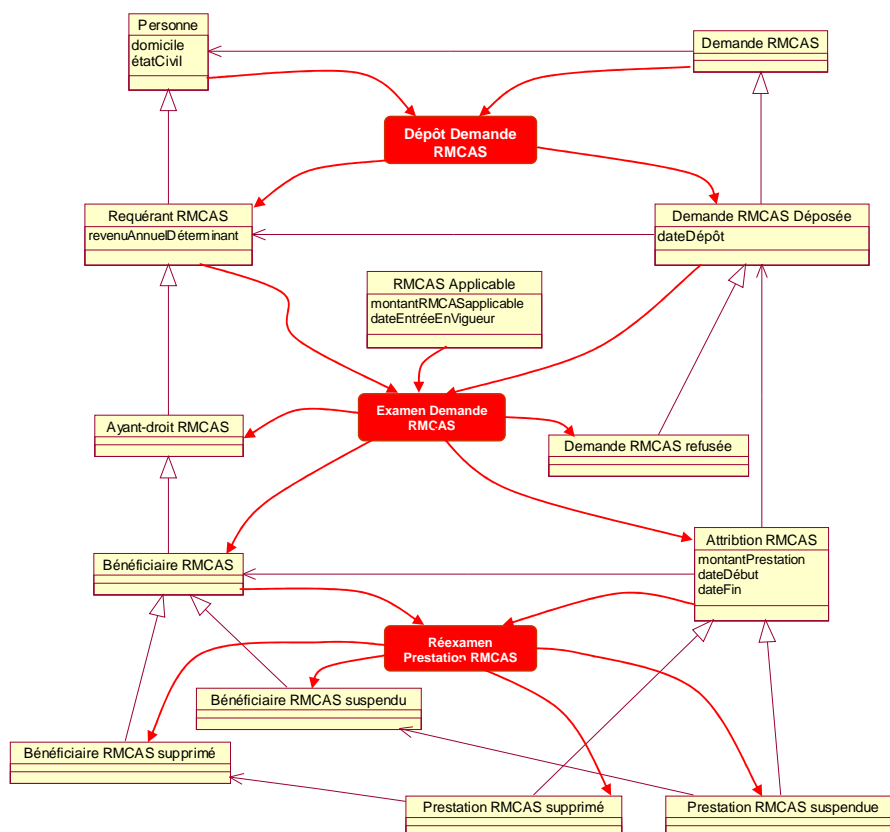 Personne
domicile
étatCivil
Demande RMCAS
Dépôt Demande
RMCAS
Requérant RMCAS
revenuAnnuelDéterminant
Demande RMCAS Déposée
dateDépôt
RMCAS Applicable
montantRMCASapplicable
dateEntréeEnVigueur
Examen Demande
RMCAS
Ayant-droit RMCAS
Demande RMCAS refusée
Attribtion RMCAS
montantPrestation
dateDébut
dateFin
Bénéficiaire RMCAS
Réexamen
Prestation RMCAS
Bénéficiaire RMCAS suspendu
Bénéficiaire RMCAS supprimé
Prestation RMCAS supprimé
Prestation RMCAS suspendue